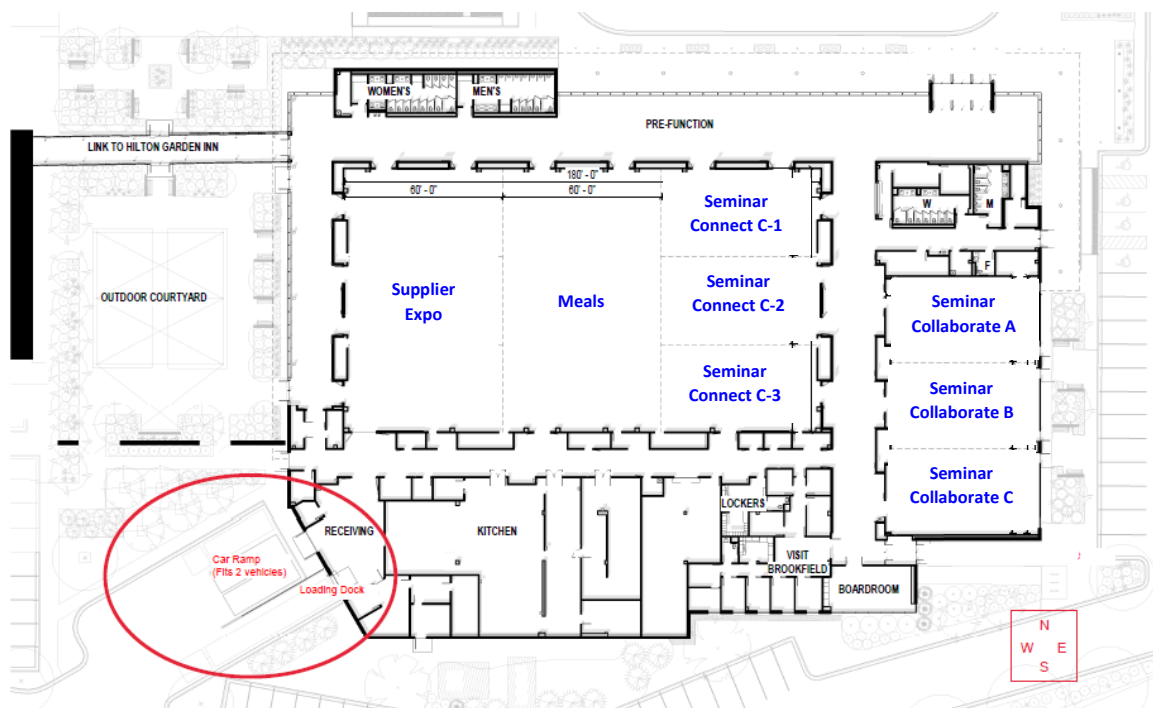 WOMEN'S
MEN'S
PRE-FUNCTION
LINK TO HILTON GARDEN INN
180' - 0"
60' - 0"
60' - 0"
Seminar
Connect C-1
W
M
F
OUTDOOR COURTYARD
Supplier
Expo
Meals
Seminar
Connect C-2
Seminar
Collaborate A
Seminar
Connect C-3
Seminar
Collaborate B
Seminar
Collaborate C
LOCKERS
RECEIVING
KITCHEN
Car Ramp
(Fits 2 vehicles)
Loading Dock
VISIT
BROOKFIELD
BOARDROOM
N
W E
S